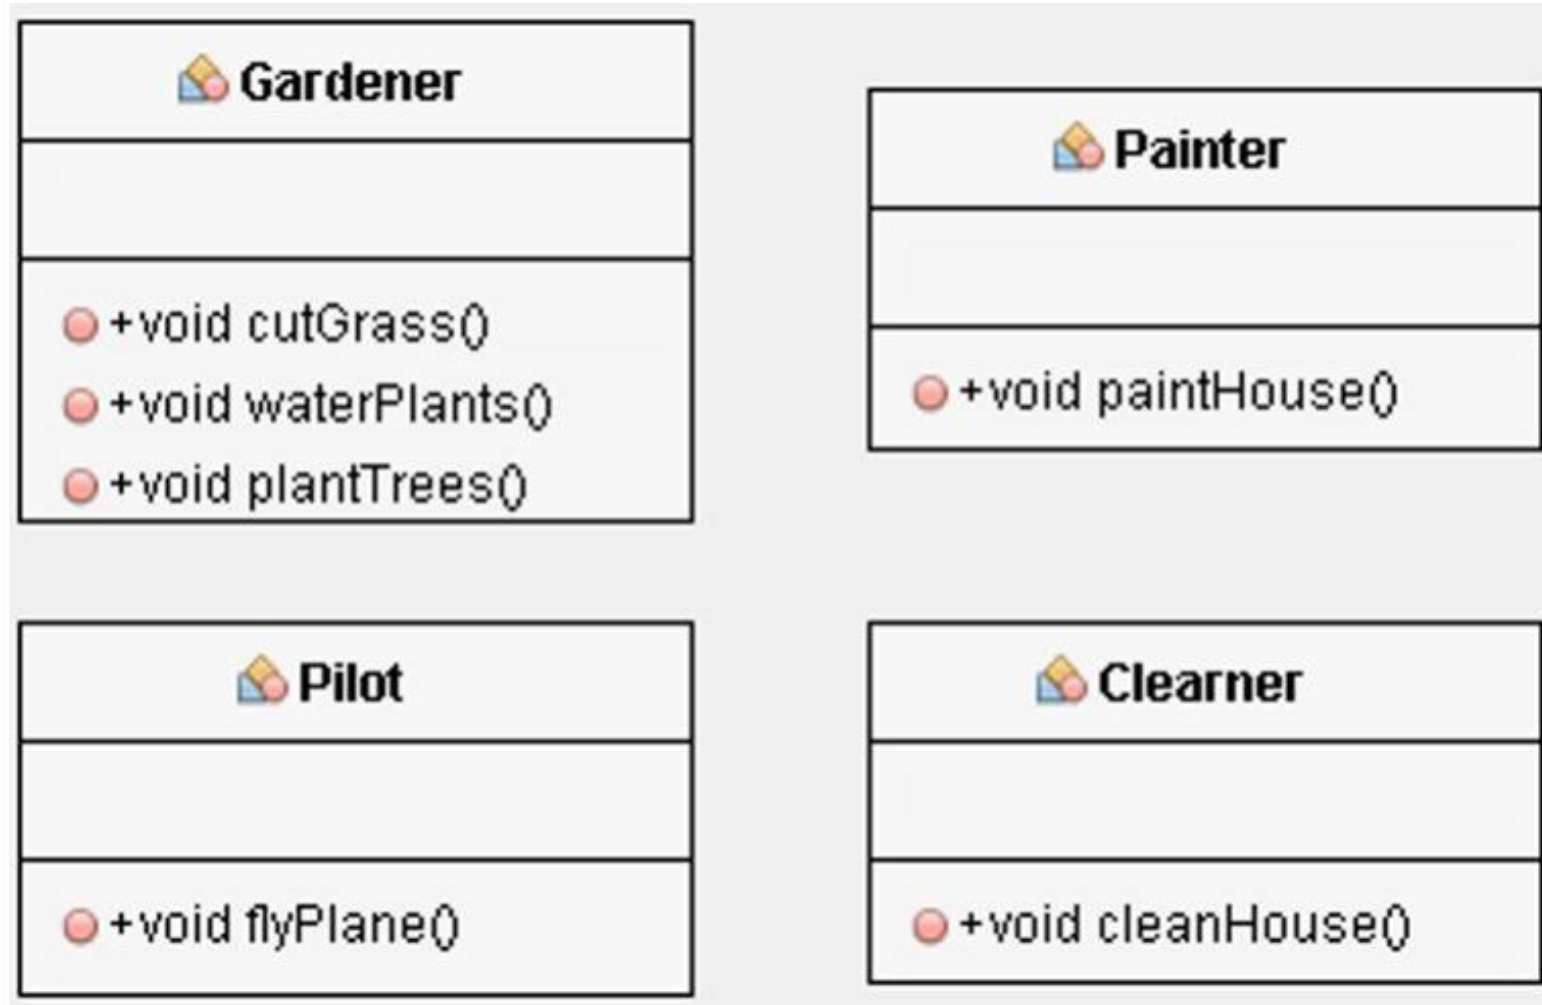 Gardener
+void cutGrass()
+void waterPlants()
+void plantTrees()
Painter
+void paintHouse()
Pilot
+void flyPlane()
Clearner
+void cleanHouse()